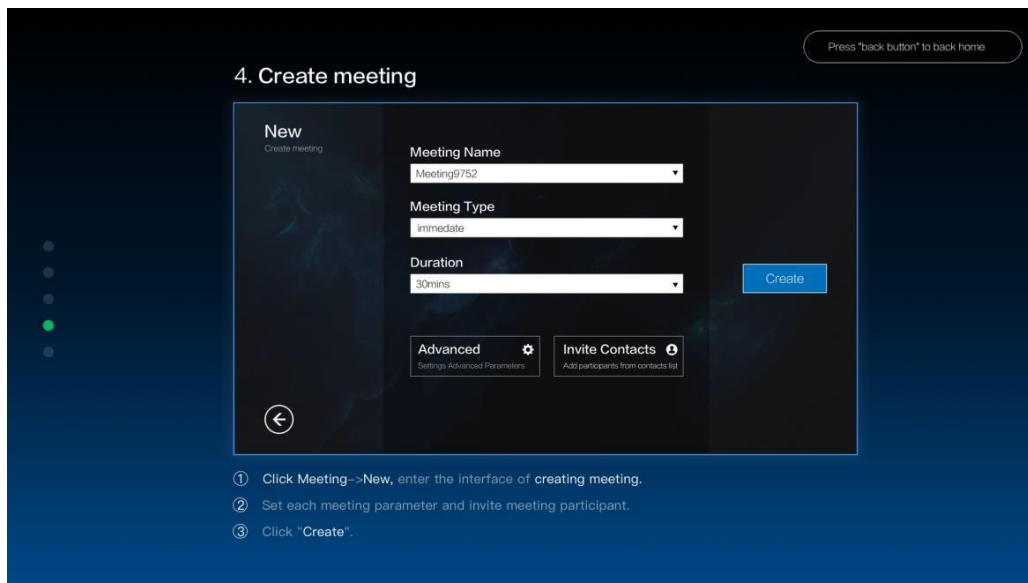 Press "back button" to back home
4. Create meeting
New
Create meeting
Meeting Name
Meeting9752
Meeting Type
immedate
Duration
30mins
Create
Advanced
Settings Advanced Parameters
Invite Contacts
Add participants from contacts list
① Click Meeting->New, enter the interface of creating meeting.
② Set each meeting parameter and invite meeting participant.
③ Click "Create".